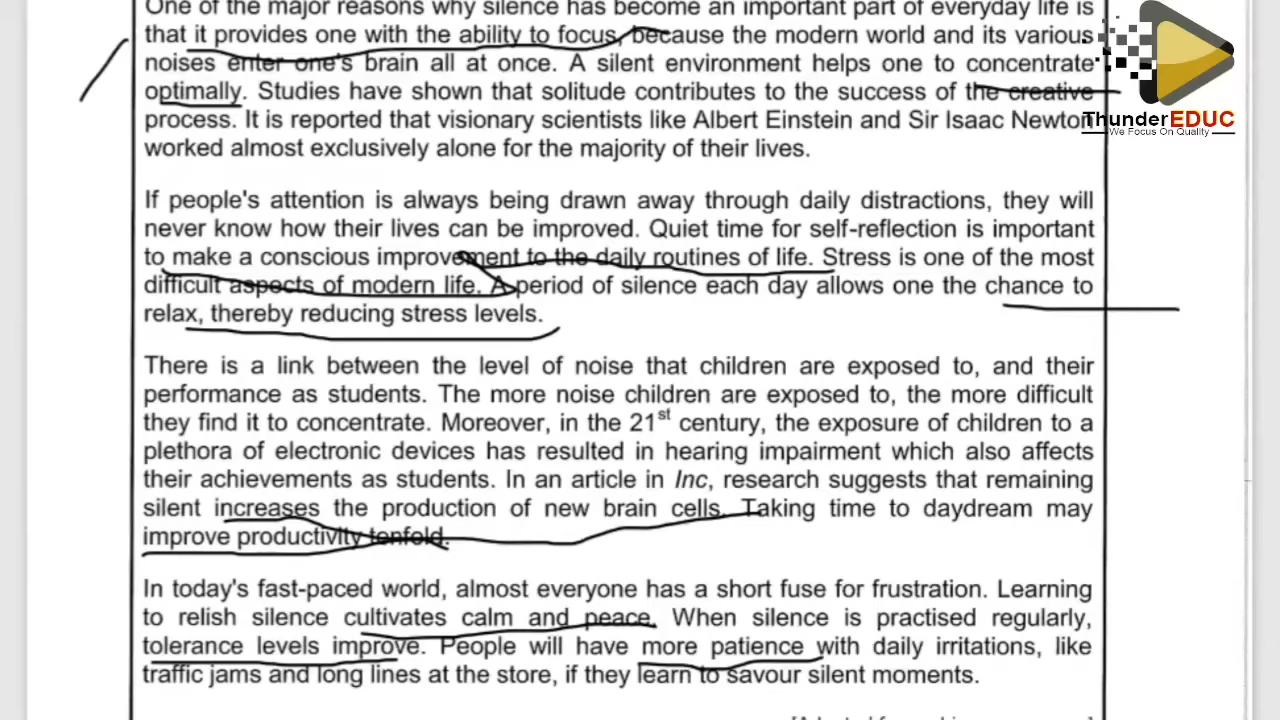 One of the major reasons why silence has become an important part of everyday life is
that it provides one with the ability to focus, because the modern world and its various
noises enter one's brain all at once. A silent environment helps one to concentrate
optimally. Studies have shown that solitude contributes to the success of the creative
process. It is reported that visionary scientists like Albert Einstein and Sir Isaac Newton
worked almost exclusively alone for the majority of their lives.
ThunderEDUC
We Focus On Quality
If people's attention is always being drawn away through daily distractions, they will
never know how their lives can be improved. Quiet time for self-reflection is important
to make a conscious improvement to the daily routines of life. Stress is one of the most
difficult aspects of modern life. A period of silence each day allows one the chance to
relax, thereby reducing stress levels.
There is a link between the level of noise that children are exposed to, and their
performance as students. The more noise children are exposed to, the more difficult
they find it to concentrate. Moreover, in the 21st century, the exposure of children to a
plethora of electronic devices has resulted in hearing impairment which also affects
their achievements as students. In an article in Inc, research suggests that remaining
silent increases the production of new brain cells. Taking time to daydream may
improve productivity tenfold.
In today's fast-paced world, almost everyone has a short fuse for frustration. Learning
to relish silence cultivates calm and peace. When silence is practised regularly,
tolerance levels improve. People will have more patience with daily irritations, like
traffic jams and long lines at the store, if they learn to savour silent moments.